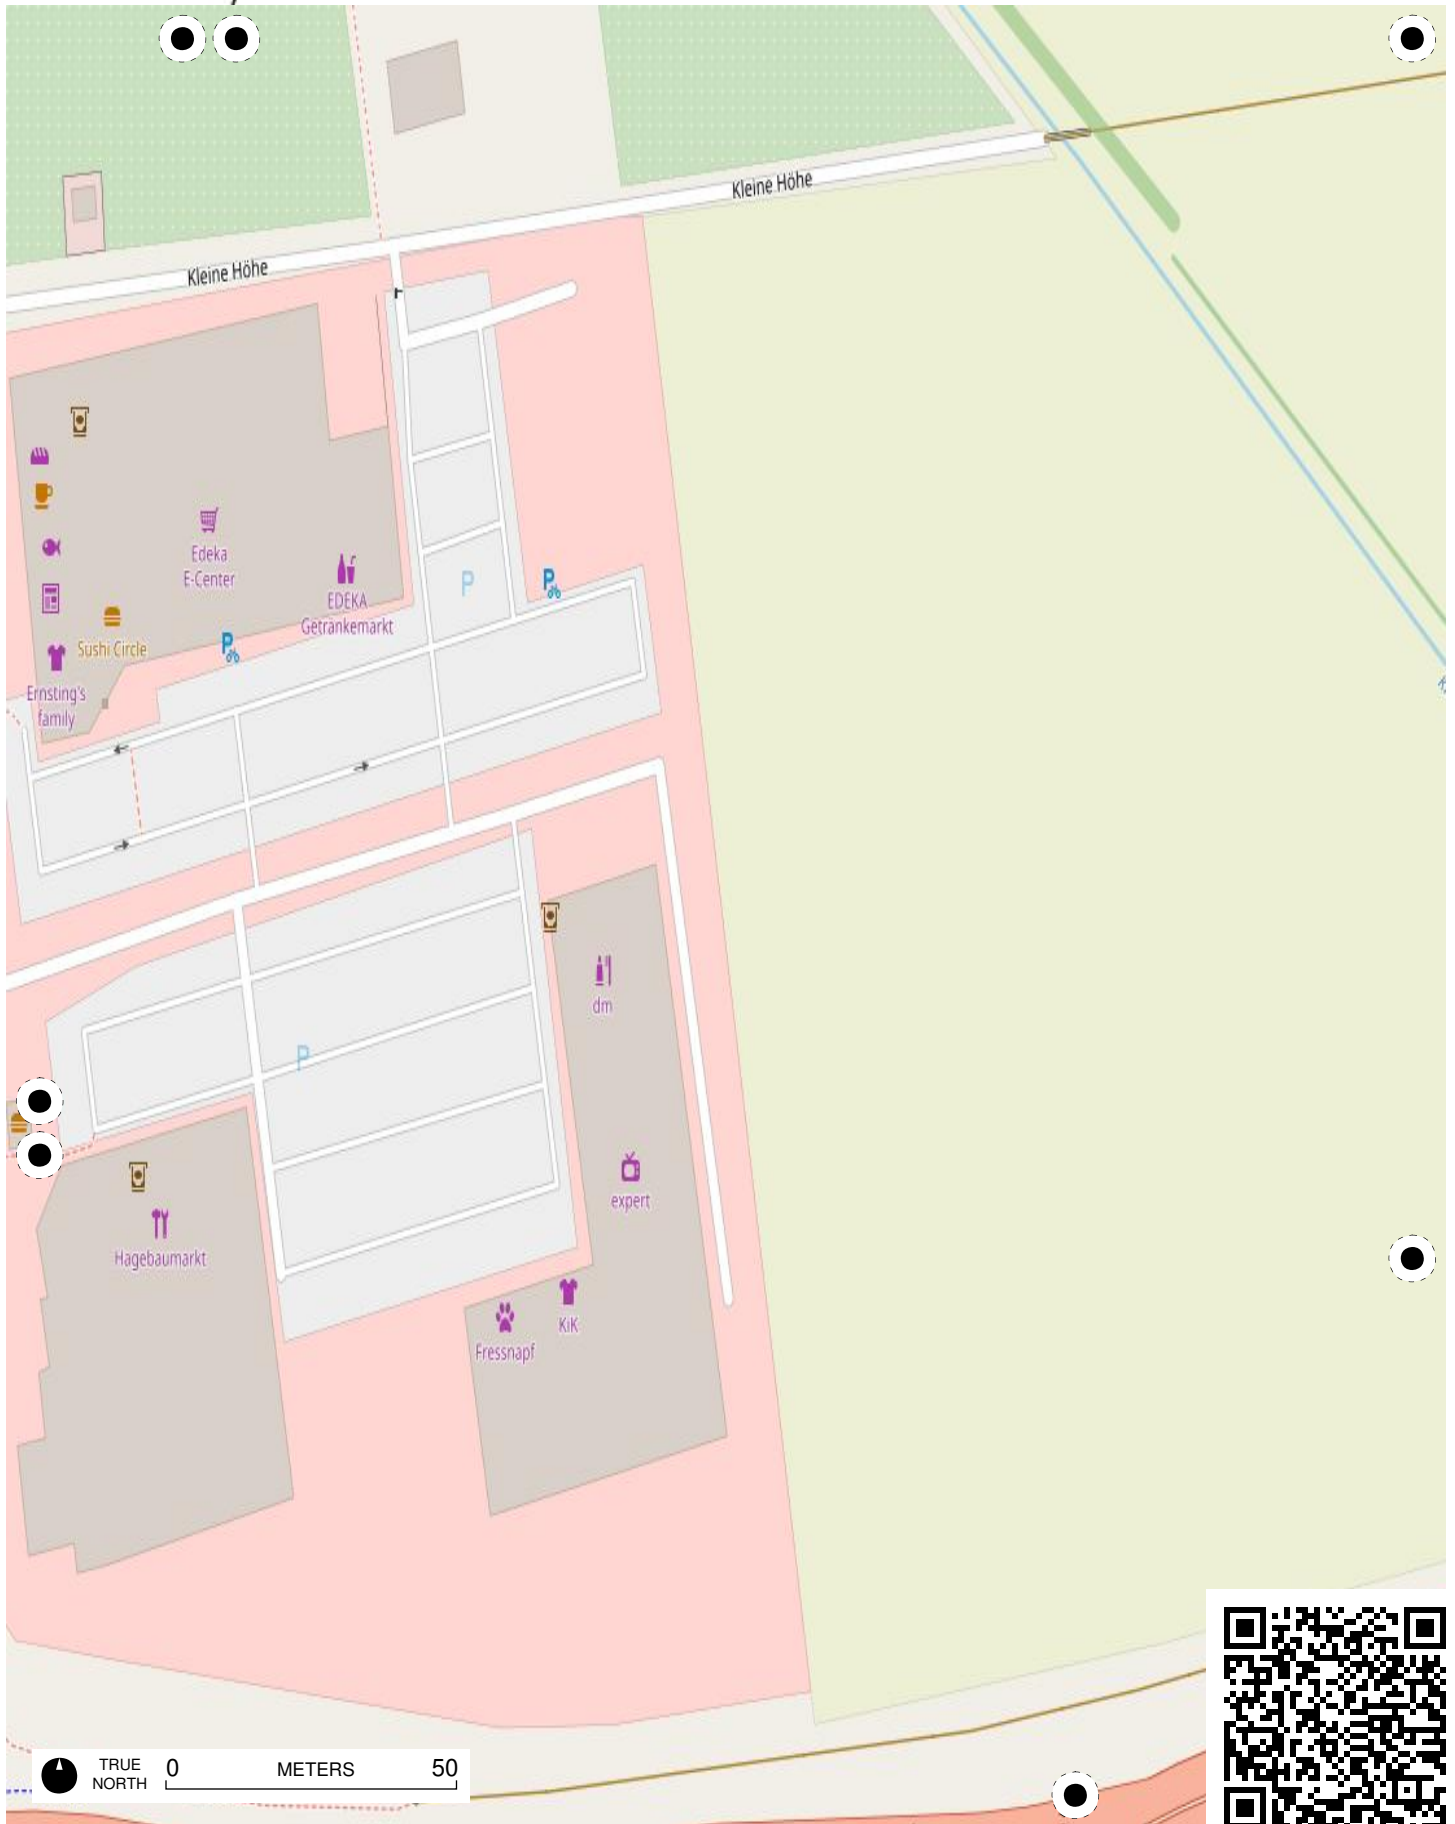 Kleine Höhe
Kleine Höhe
Edeka
E-Center
EDEKA
Getränkemarkt
Sushi Circle
Ernsting's
family
P
P
P
P
dm
expert
Hagebaumarkt
KiK
Fressnapf
TRUE
NORTH
0 METERS 50